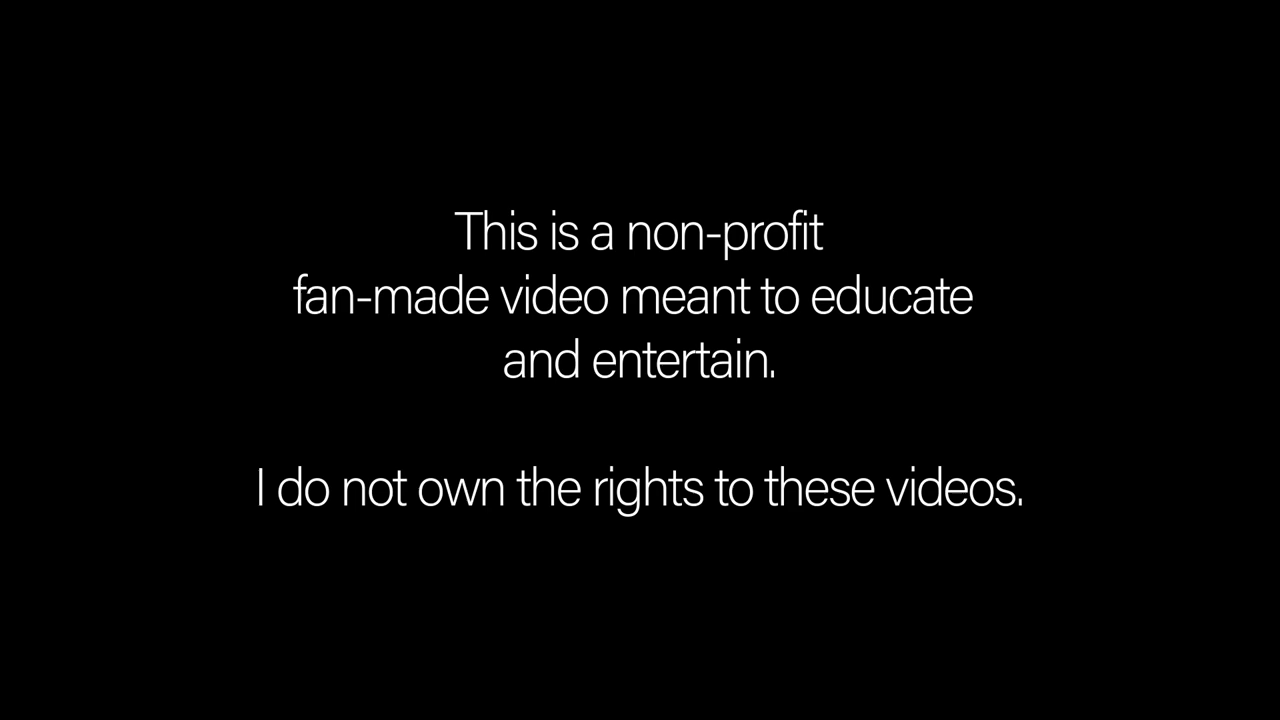 This is a non-profit
fan-made video meant to educate
and entertain.
I do not own the rights to these videos.